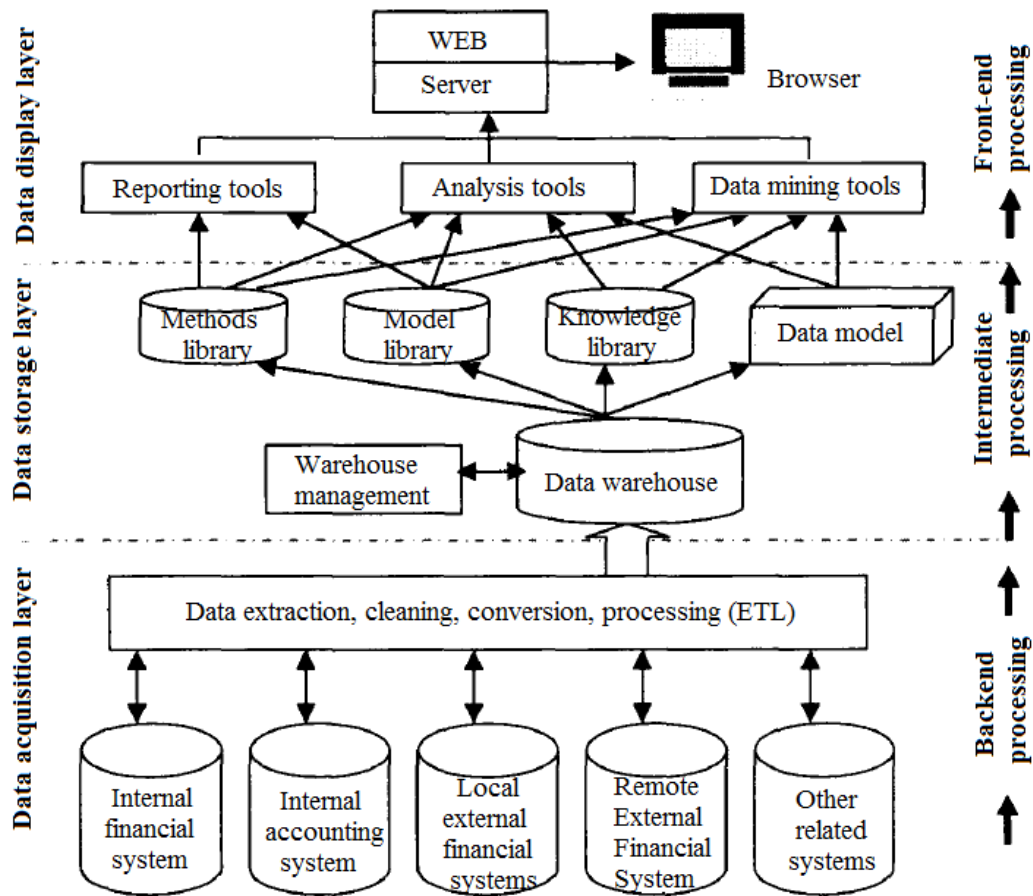 Data display layer
WEB
Server
Browser
Front-end
processing
Reporting tools
Analysis tools
Data mining tools
Data storage layer
Methods
library
Model
library
Knowledge
library
Data model
Intermediate
processing
Warehouse
management
Data warehouse
Data acquisition layer
Data extraction, cleaning, conversion, processing (ETL)
Backend
processing
Internal
financial
system
Internal
accounting
system
Local
external
financial
systems
Remote
External
Financial
System
Other
related
systems